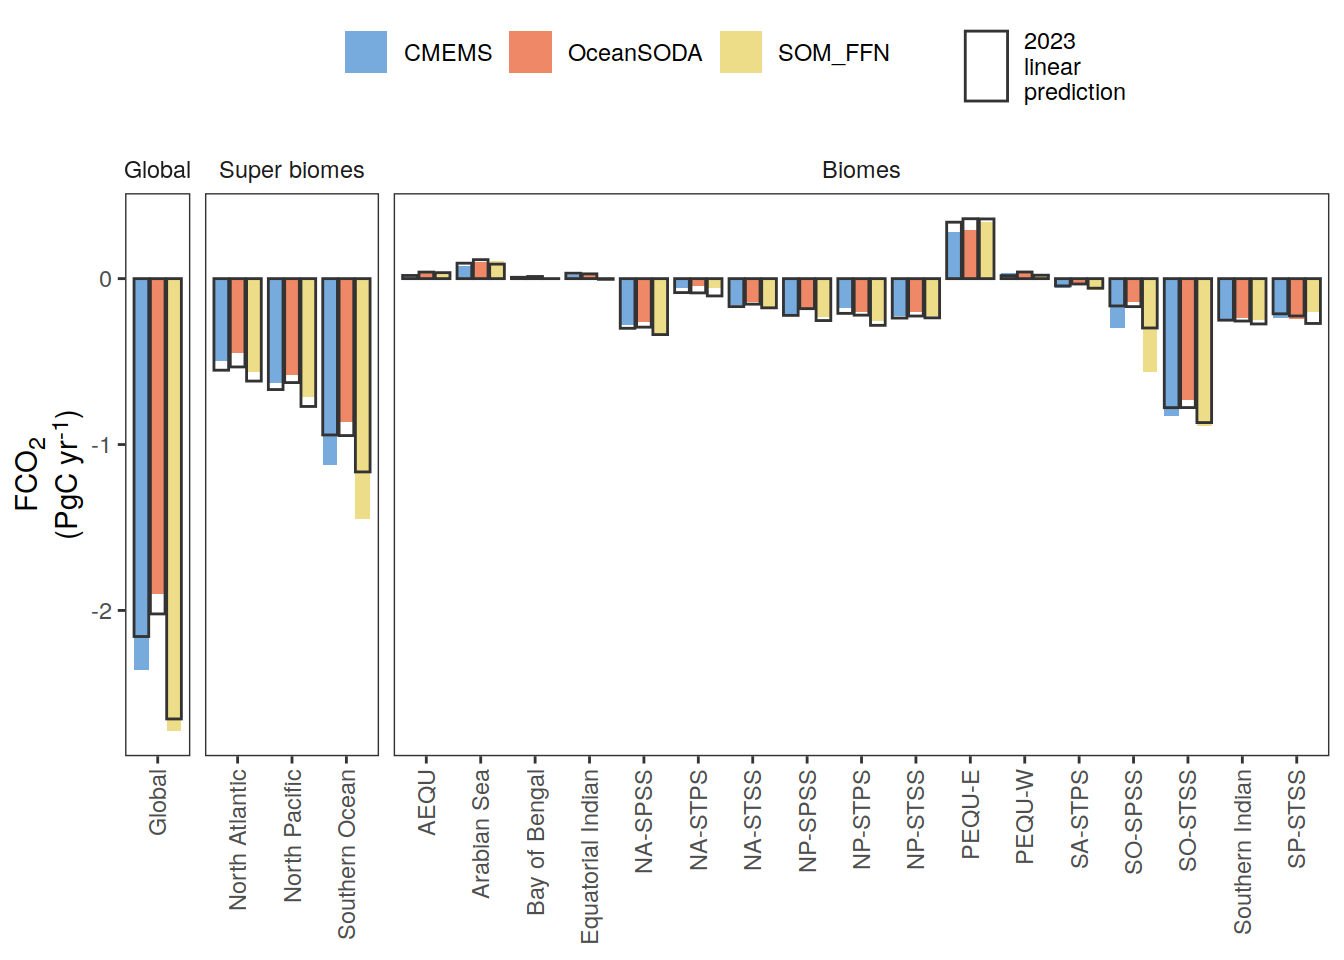 CMEMS
OceanSODA
SOM_FFN
2023
linear
prediction
Global
Super biomes
Biomes
0
-1
-2
FCO₂
(PgC yr⁻¹)
Global
North Atlantic
North Pacific
Southern Ocean
AEQU
Arabian Sea
Bay of Bengal
Equatorial Indian
NA-SPSS
NA-STPS
NA-STSS
NP-SPSS
NP-STPS
NP-STSS
PEQU-E
PEQU-W
SA-STPS
SO-SPSS
SO-STSS
Southern Indian
SP-STSS